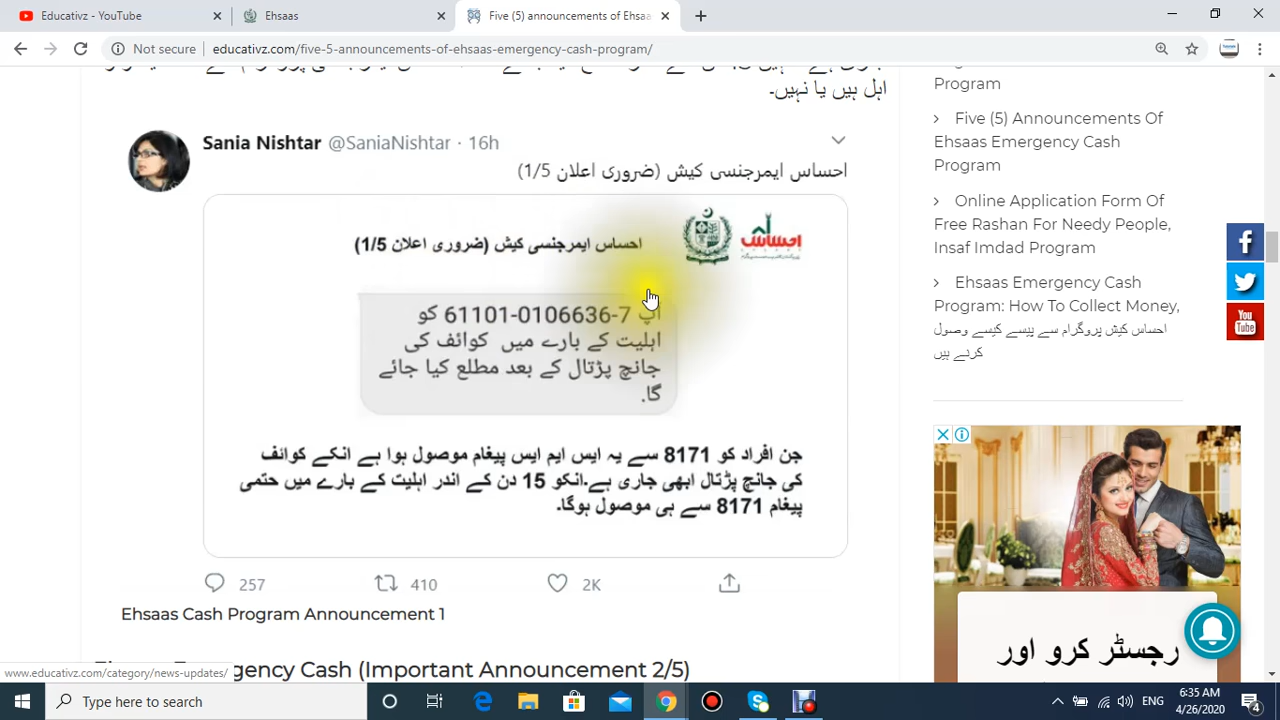 Educativz - YouTube
Ehsaas
Five (5) announcements of Ehsaas
Not secure
educativz.com/five-5-announcements-of-ehsaas-emergency-cash-program/
اہل ہیں یا نہیں۔
Sania Nishtar @SaniaNishtar · 16h
احساس ایمرجنسی کیش (ضروری اعلان 1/5)
احساس ایمرجنسی کیش (ضروری اعلان 1/5)
احساس
آپ 61101-0106636-7 کو
اہلیت کے بارے میں کوائف کی
جانچ پڑتال کے بعد مطلع کیا جائے
گا.
جن افراد کو 8171 سے یہ ایس ایم ایس پیغام موصول ہوا ہے انکے کوائف
کی جانچ پڑتال ابھی جاری ہے۔انکو 15 دن کے اندر اہلیت کے بارے میں حتمی
پیغام 8171 سے ہی موصول ہوگا۔
257
410
2K
Ehsaas Cash Program Announcement 1
gency Cash (Important Announcement 2/5)
Program
Five (5) Announcements Of
Ehsaas Emergency Cash
Program
Online Application Form Of
Free Rashan For Needy People,
Insaf Imdad Program
Ehsaas Emergency Cash
Program: How To Collect Money,
احساس کیش پروگرام سے پیسے کیسے وصول
کرنے ہیں
You
Tube
رجسٹر کرو اور
www.educativz.com/category/news-updates/
Type here to search
ENG
6:35 AM
4/26/2020
4